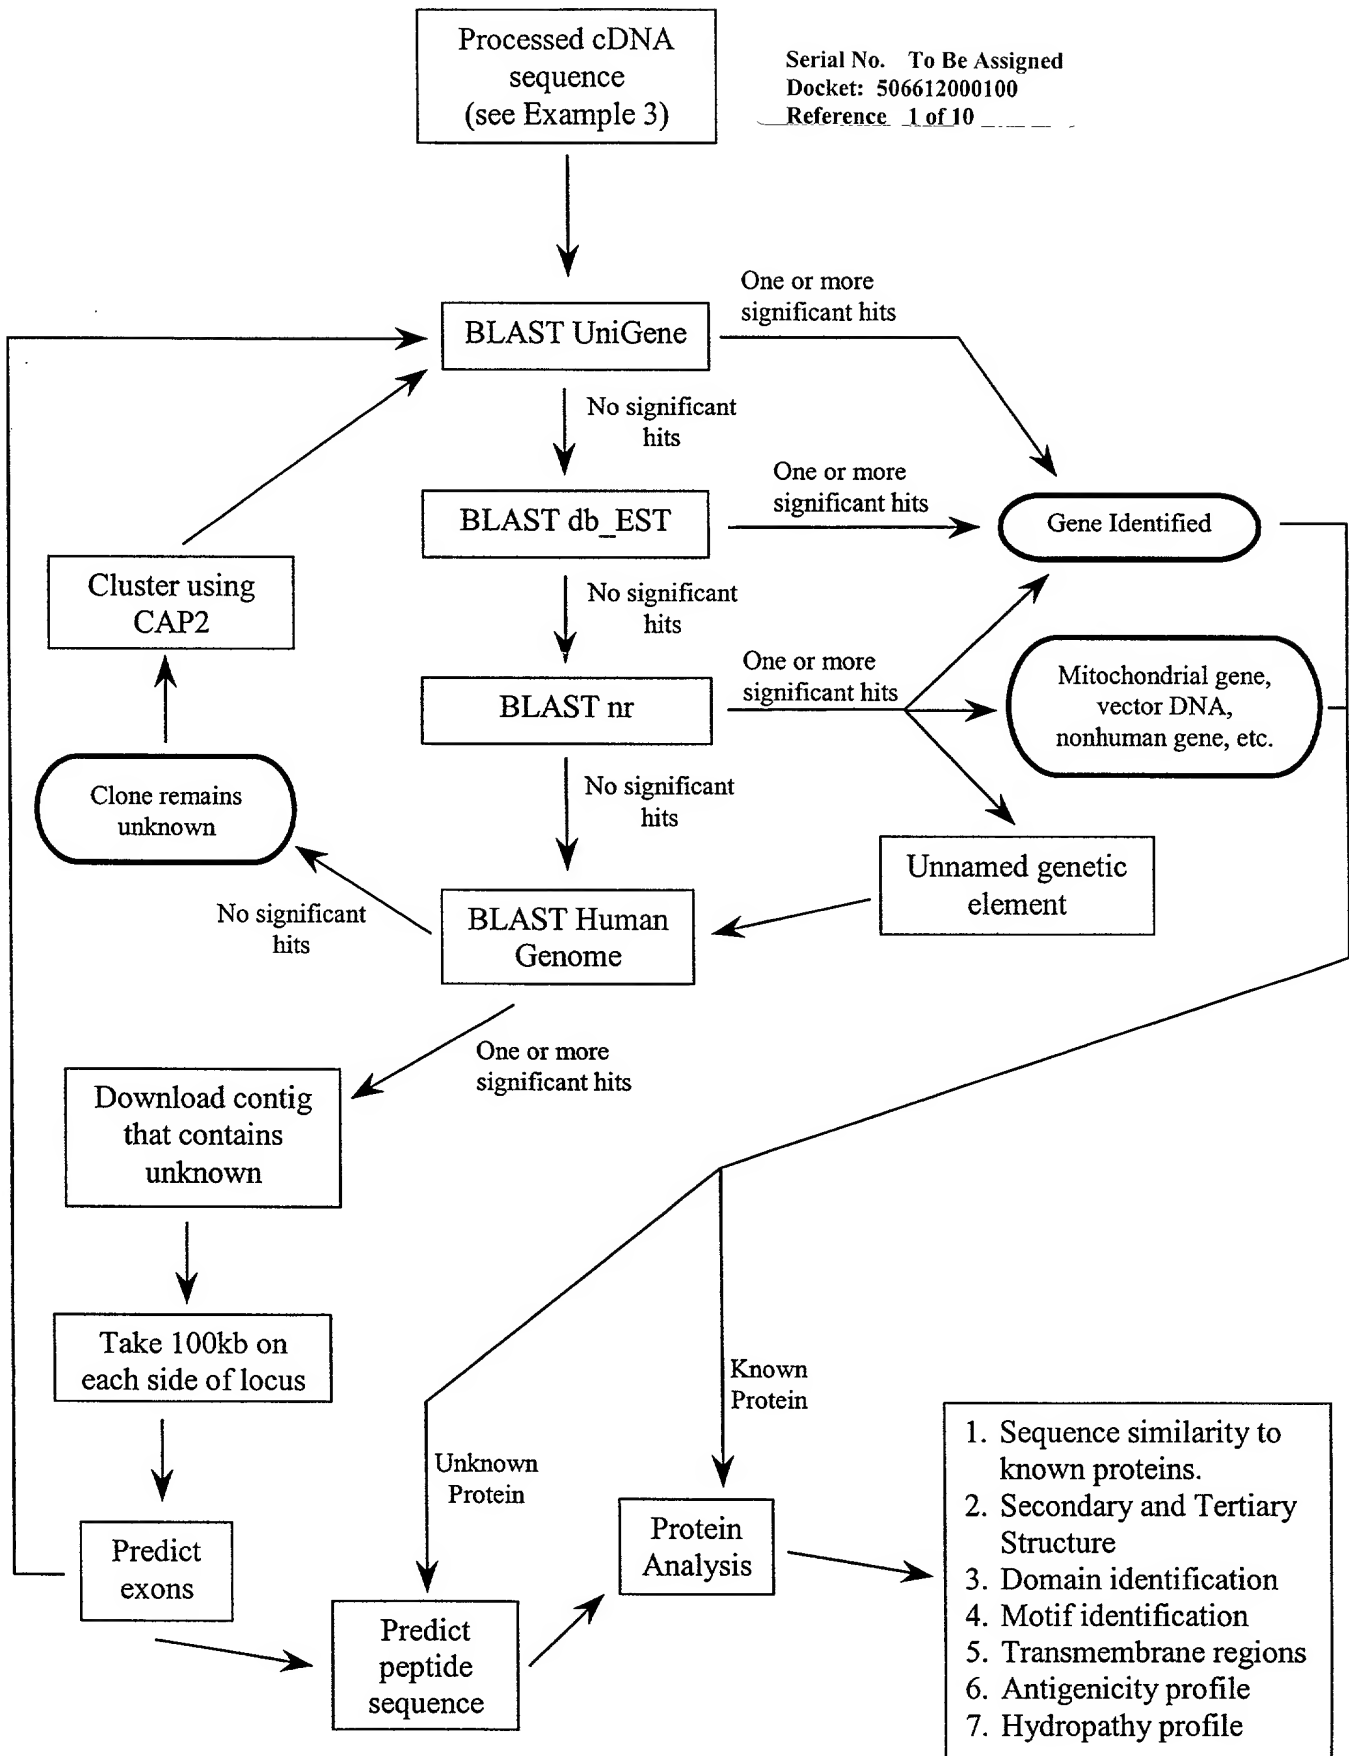 Processed cDNA
sequence
(see Example 3)
Serial No. To Be Assigned
Docket: 506612000100
Reference 1 of 10
One or more
significant hits
BLAST UniGene
No significant
hits
One or more
significant hits
BLAST db_EST
Gene Identified
Cluster using
CAP2
No significant
hits
One or more
significant hits
BLAST nr
Mitochondrial gene,
vector DNA,
nonhuman gene, etc.
Clone remains
unknown
No significant
hits
Unnamed genetic
element
No significant
hits
BLAST Human
Genome
One or more
significant hits
Download contig
that contains
unknown
Take 100kb on
each side of locus
Known
Protein
Unknown
Protein
Predict
exons
Protein
Analysis
Predict
peptide
sequence
1. Sequence similarity to
known proteins.
2. Secondary and Tertiary
Structure
3. Domain identification
4. Motif identification
5. Transmembrane regions
6. Antigenicity profile
7. Hydropathy profile